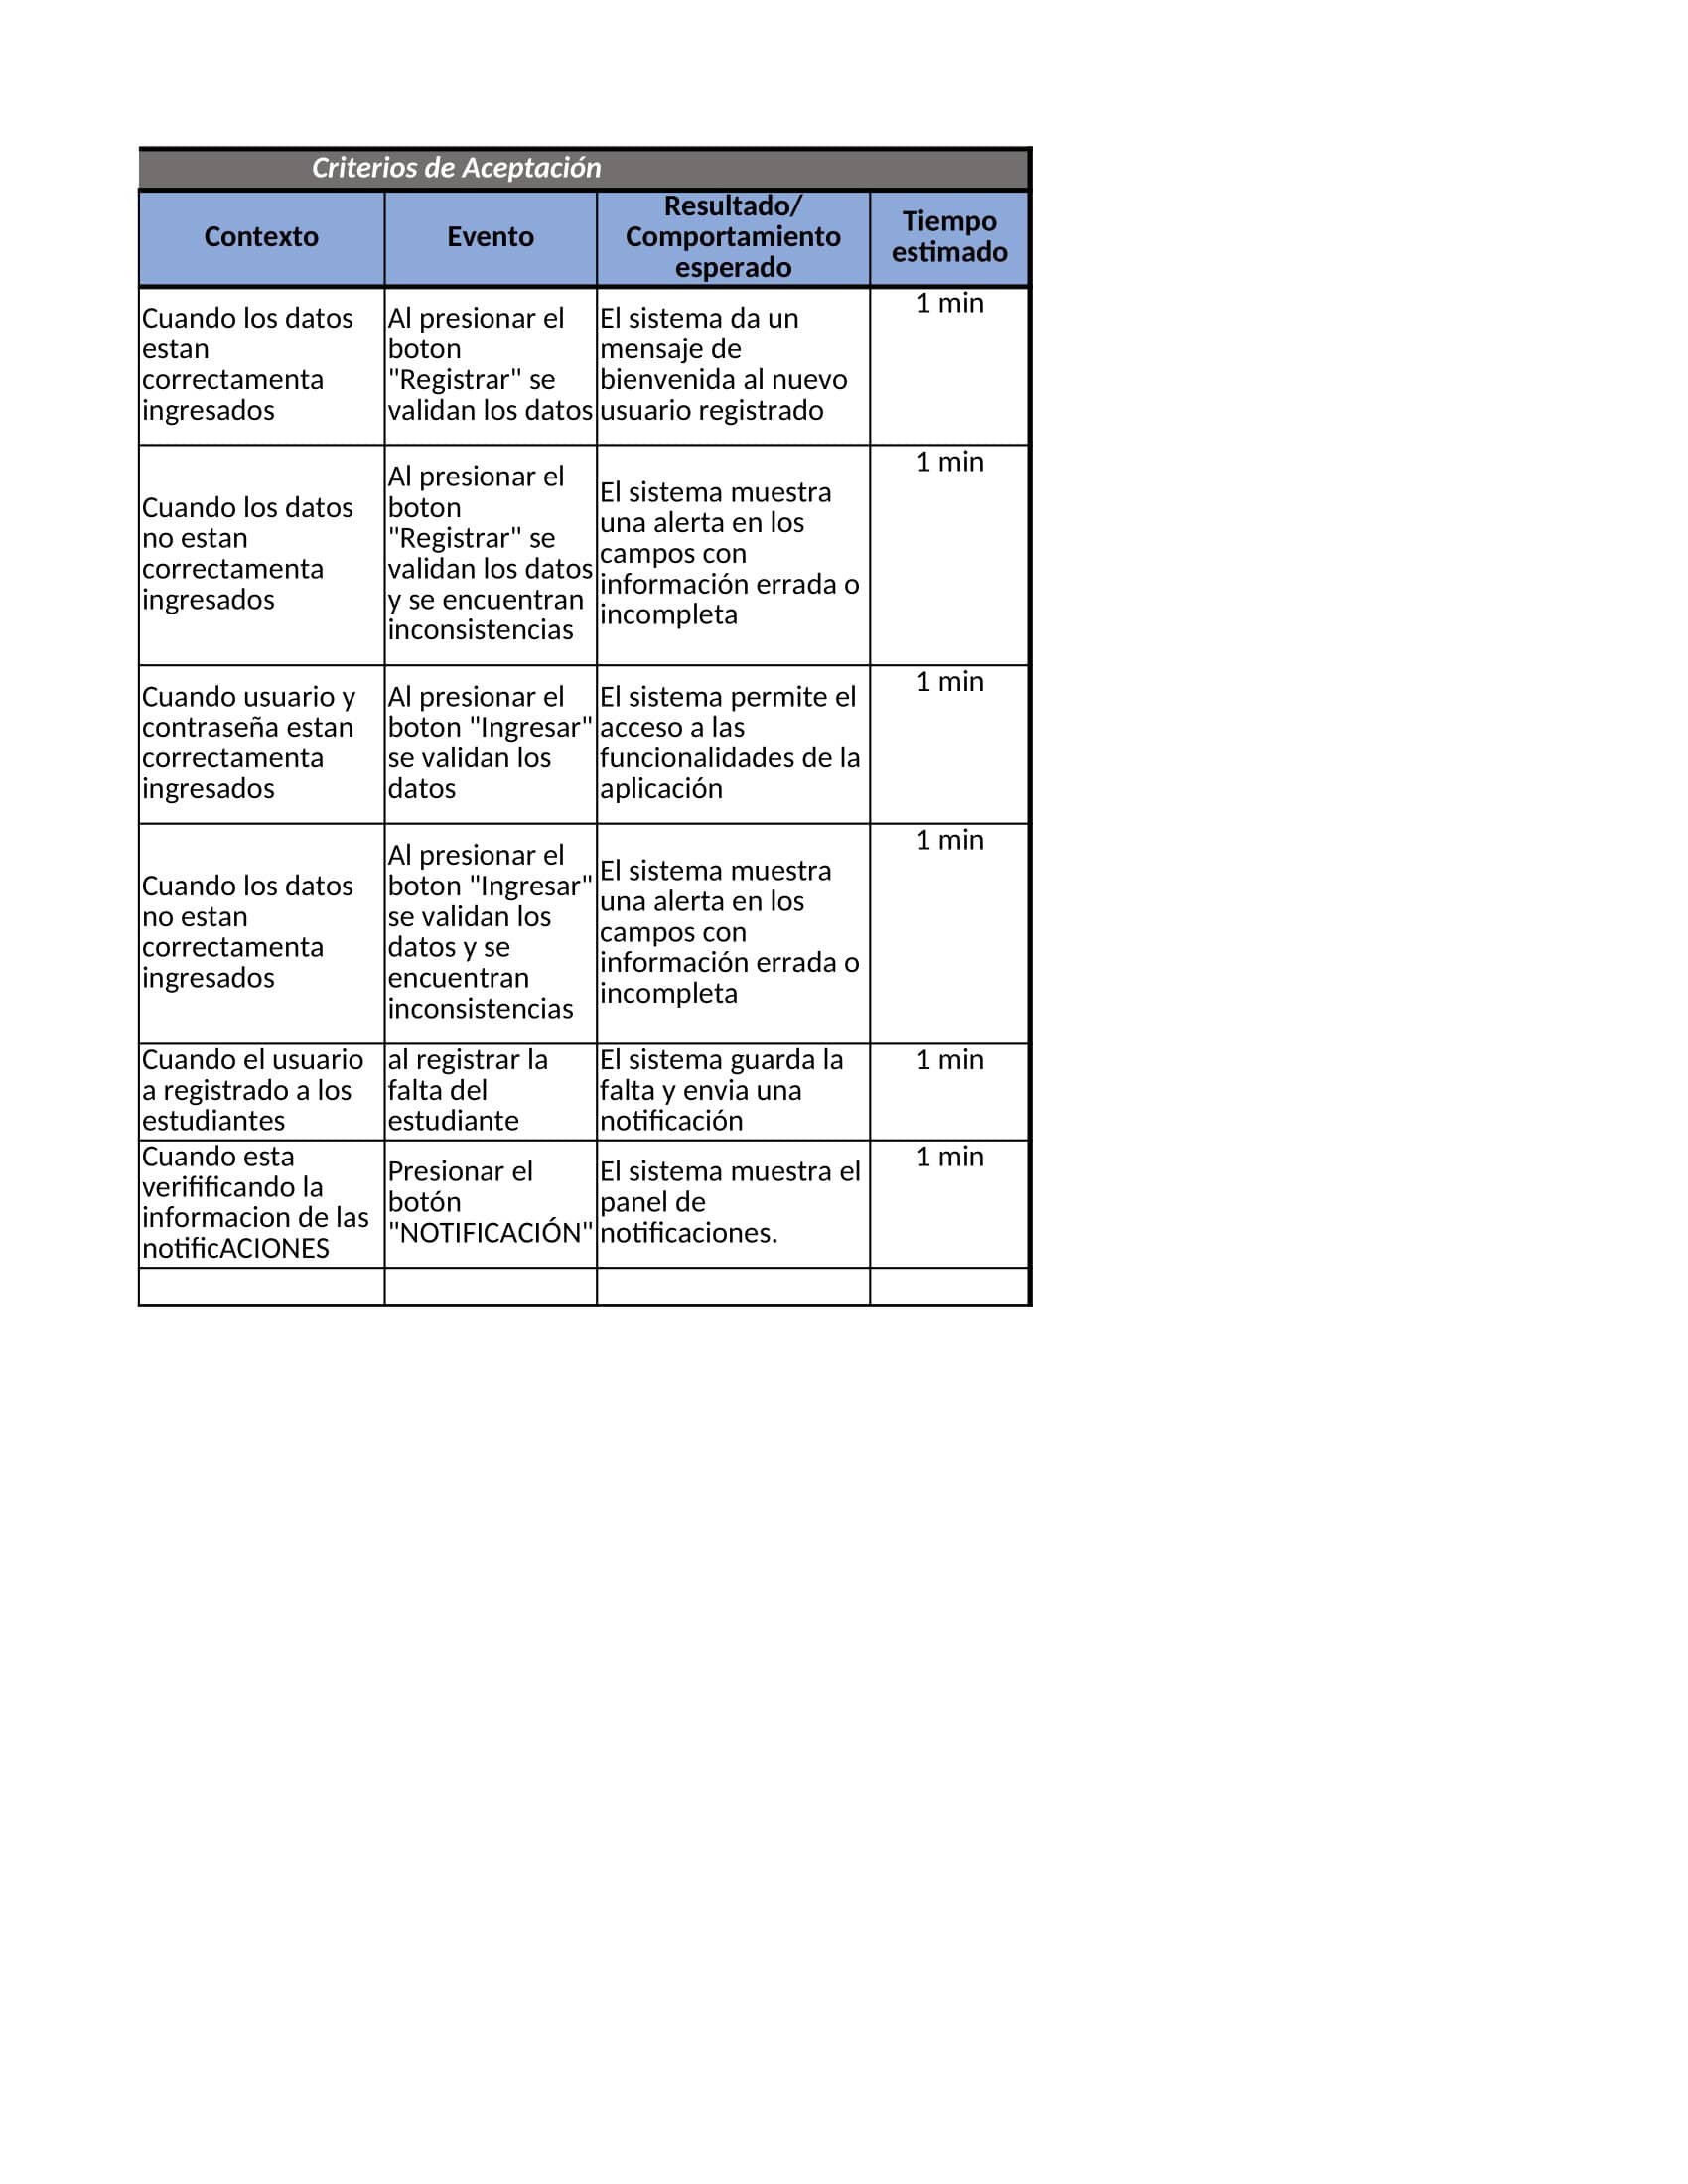 Criterios de Aceptación
Contexto
Evento
Resultado/
Comportamiento
esperado
Tiempo
estimado
Cuando los datos
estan
correctamenta
ingresados
Al presionar el
boton
"Registrar" se
validan los datos
El sistema da un
mensaje de
bienvenida al nuevo
usuario registrado
1 min
Cuando los datos
no estan
correctamenta
ingresados
Al presionar el
boton
"Registrar" se
validan los datos
y se encuentran
inconsistencias
El sistema muestra
una alerta en los
campos con
información errada o
incompleta
1 min
Cuando usuario y
contraseña estan
correctamenta
ingresados
Al presionar el
boton "Ingresar"
se validan los
datos
El sistema permite el
acceso a las
funcionalidades de la
aplicación
1 min
Cuando los datos
no estan
correctamenta
ingresados
Al presionar el
boton "Ingresar"
se validan los
datos y se
encuentran
inconsistencias
El sistema muestra
una alerta en los
campos con
información errada o
incompleta
1 min
Cuando el usuario
a registrado a los
estudiantes
al registrar la
falta del
estudiante
El sistema guarda la
falta y envia una
notificación
1 min
Cuando esta
verifificando la
informacion de las
notificACIONES
Presionar el
botón
"NOTIFICACIÓN"
El sistema muestra el
panel de
notificaciones.
1 min